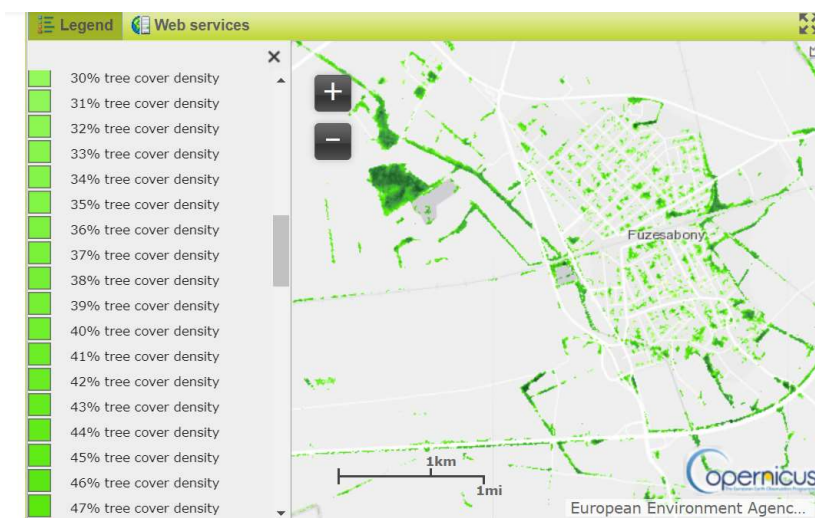 Legend
Web services
30% tree cover density
31% tree cover density
32% tree cover density
33% tree cover density
34% tree cover density
35% tree cover density
36% tree cover density
37% tree cover density
38% tree cover density
39% tree cover density
40% tree cover density
41% tree cover density
42% tree cover density
43% tree cover density
44% tree cover density
45% tree cover density
46% tree cover density
47% tree cover density
+
−
Füzesabony
1km
1mi
opernicus
European Environment Agenc...